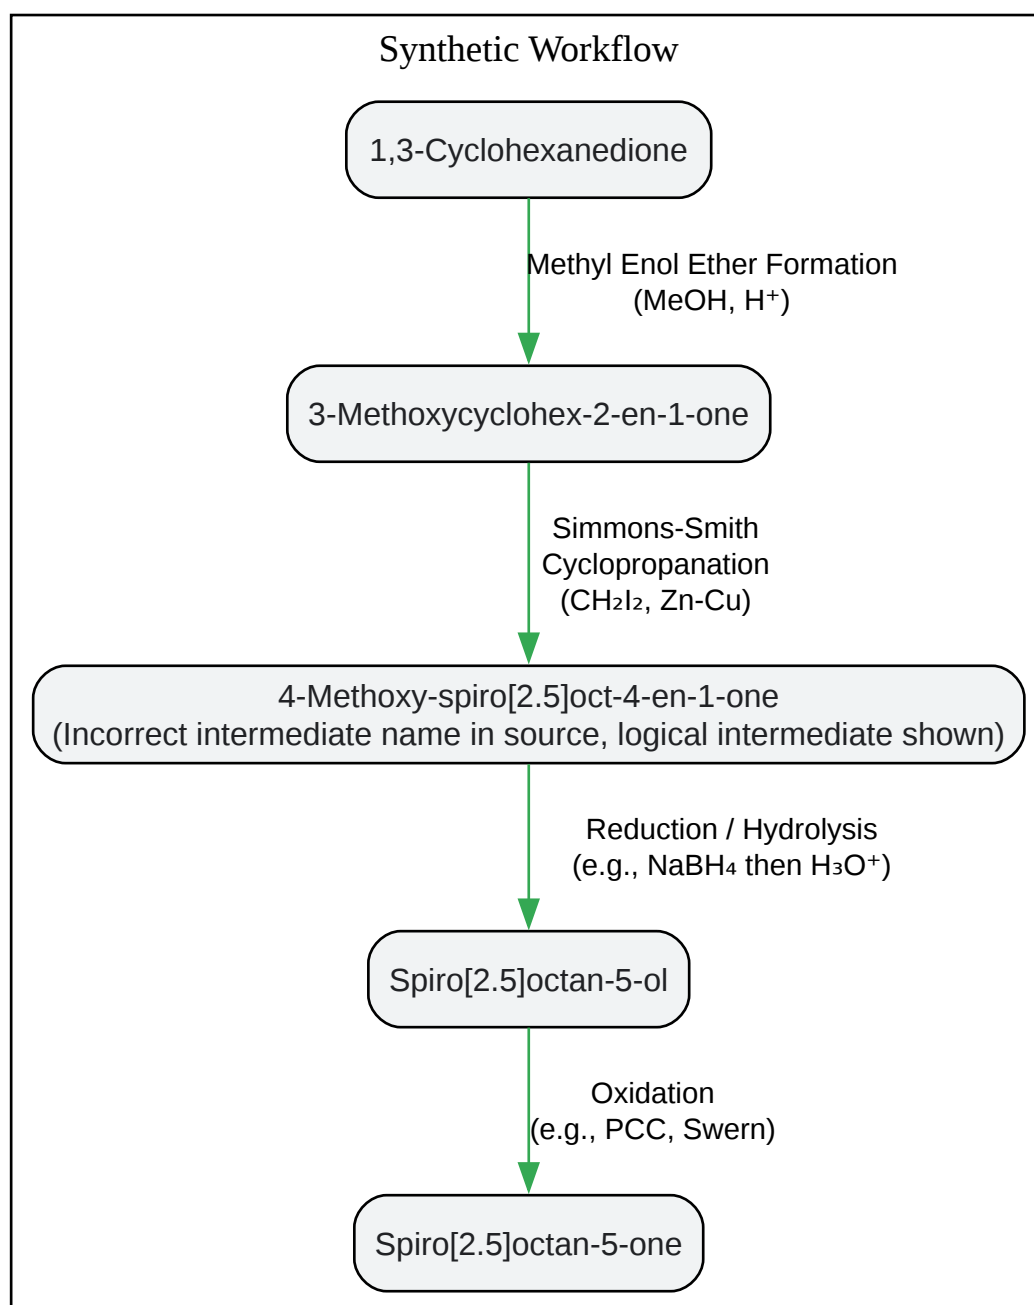 Synthetic Workflow
1,3-Cyclohexanedione
Methyl Enol Ether Formation
(MeOH, H⁺)
3-Methoxycyclohex-2-en-1-one
Simmons-Smith
Cyclopropanation
(CH₂I₂, Zn-Cu)
4-Methoxy-spiro[2.5]oct-4-en-1-one
(Incorrect intermediate name in source, logical intermediate shown)
Reduction / Hydrolysis
(e.g., NaBH₄ then H₃O⁺)
Spiro[2.5]octan-5-ol
Oxidation
(e.g., PCC, Swern)
Spiro[2.5]octan-5-one